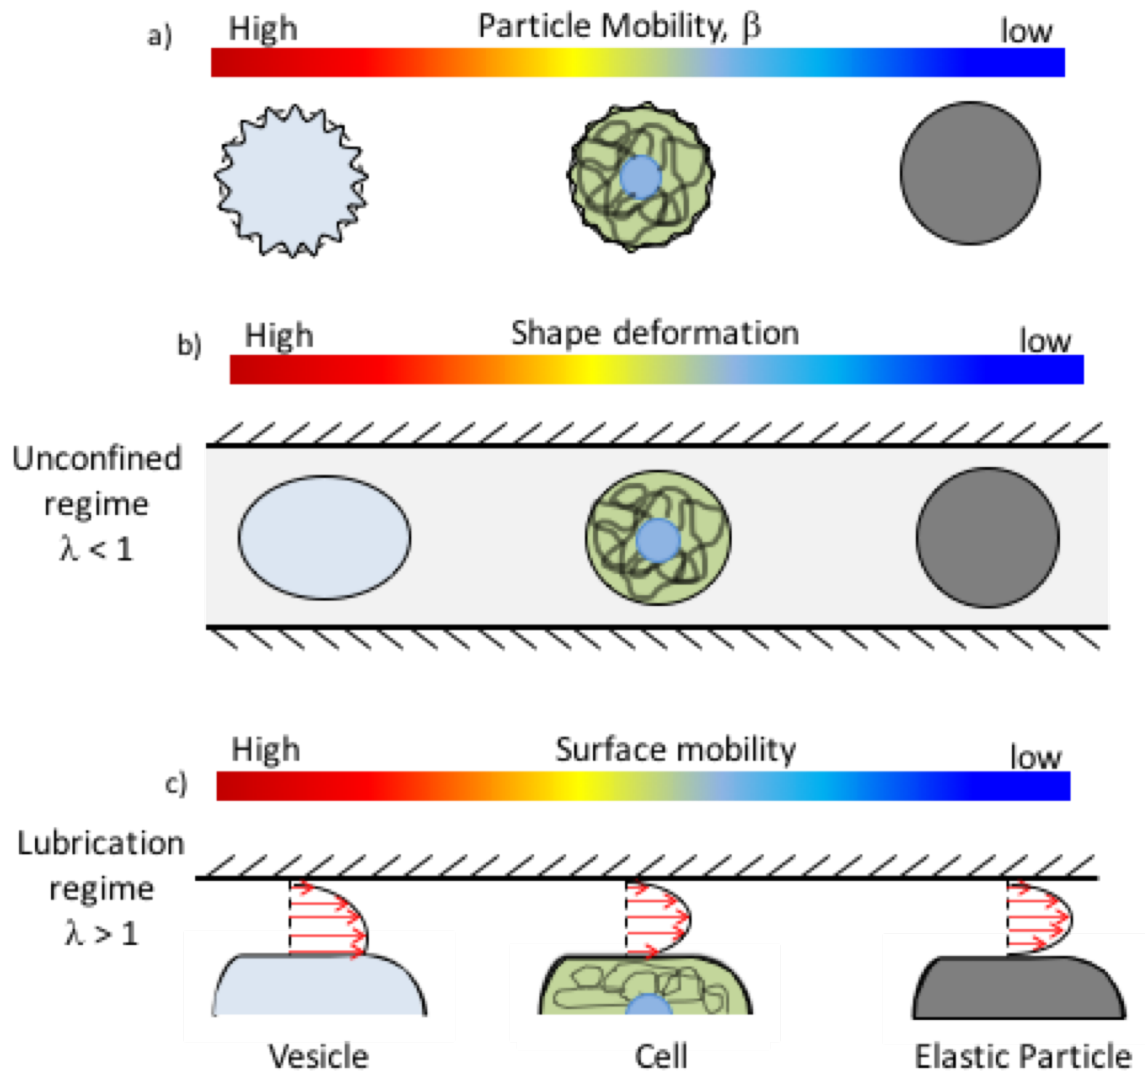 a)
High
Particle Mobility, β
low
b)
High
Shape deformation
low
Unconfined
regime
λ < 1
c)
High
Surface mobility
low
Lubrication
regime
λ > 1
Vesicle
Cell
Elastic Particle